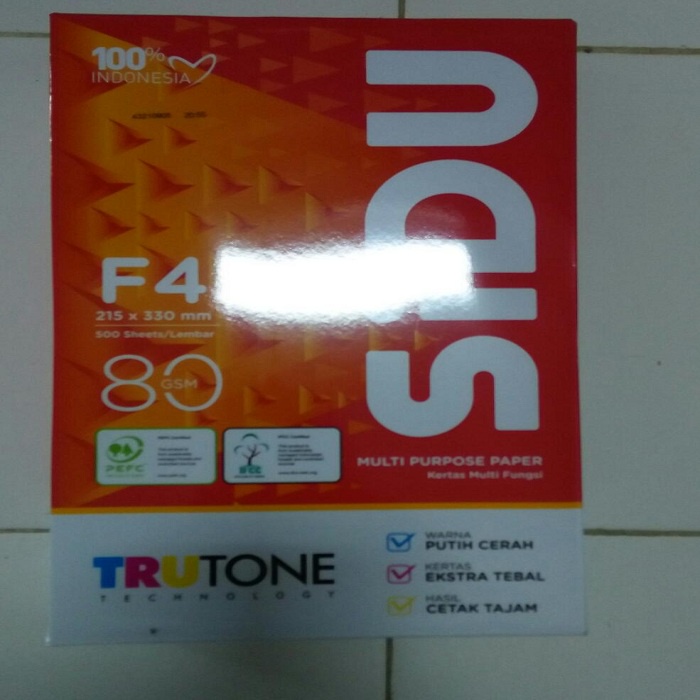 100%
INDONESIA
SIDU
F4
215 x 330 mm
500 Sheets/Lembar
80 GSM
PEFC
IFCC
MULTI PURPOSE PAPER
Kertas Multi Fungsi
TRUTONE
TECHNOLOGY
WARNA
PUTIH CERAH
KERTAS
EKSTRA TEBAL
HASIL
CETAK TAJAM